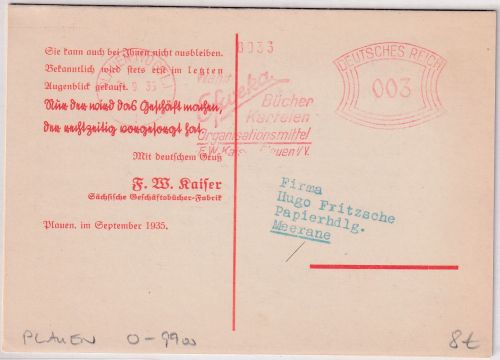 Sie kann auch bei Ihnen nicht ausbleiben.
Bekanntlich wird stets erst im letzten
Augenblick gekauft.
Nur der wird das Geschäft machen,
der rechtzeitig vorgesorgt hat
Mit deutschem Gruß
F. W. Kaiser
Sächsische Geschäftsbücher-Fabrik
Plauen, im September 1935.
0033
DEUTSCHES REICH
003
Bücher
Karteien
Organisationsmittel
Plauen i/V.
Firma
Hugo Fritzsche
Papierhdlg.
Meerane
PLAUEN
8€